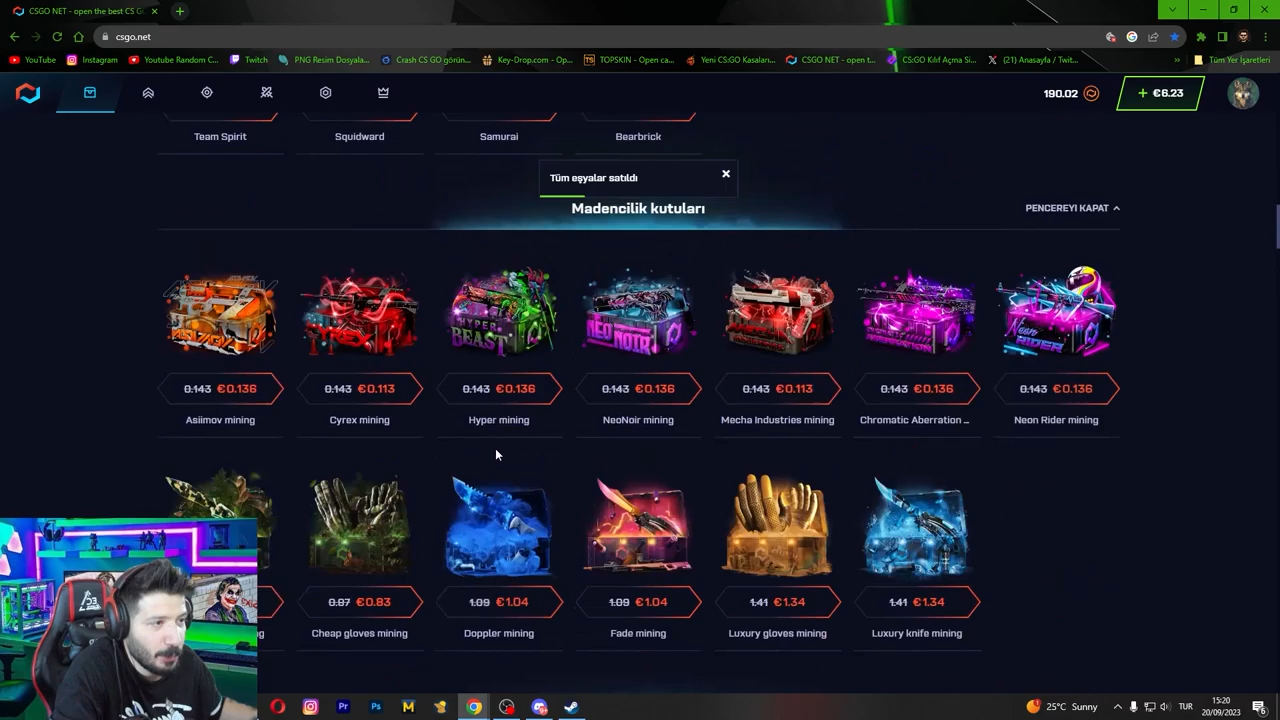 CSGO NET - open the best CS G
csgo.net
YouTube
Instagram
Youtube Random C...
Twitch
PNG Resim Dosyala...
Crash CS GO görün...
Key-Drop.com - Op...
TOPSKIN - Open ca...
Yeni CS:GO Kasaları...
CSGO NET - open t...
CS:GO Kılıf Açma Si...
(21) Anasayfa / Twit...
Tüm Yer İşaretleri
190.02
+ €6.23
Team Spirit
Squidward
Samurai
Bearbrick
Tüm eşyalar satıldı
Madencilik kutuları
PENCEREYI KAPAT
ASIIMOV
HYPER BEAST
NEO NOIR
Neon RIDER
0.143 €0.136
0.143 €0.113
0.143 €0.136
0.143 €0.136
0.143 €0.113
0.143 €0.136
0.143 €0.136
Asiimov mining
Cyrex mining
Hyper mining
NeoNoir mining
Mecha Industries mining
Chromatic Aberration ...
Neon Rider mining
0.87 €0.83
1.09 €1.04
1.09 €1.04
1.41 €1.34
1.41 €1.34
Cheap gloves mining
Doppler mining
Fade mining
Luxury gloves mining
Luxury knife mining
25°C Sunny
TUR
15:20
20/09/2023